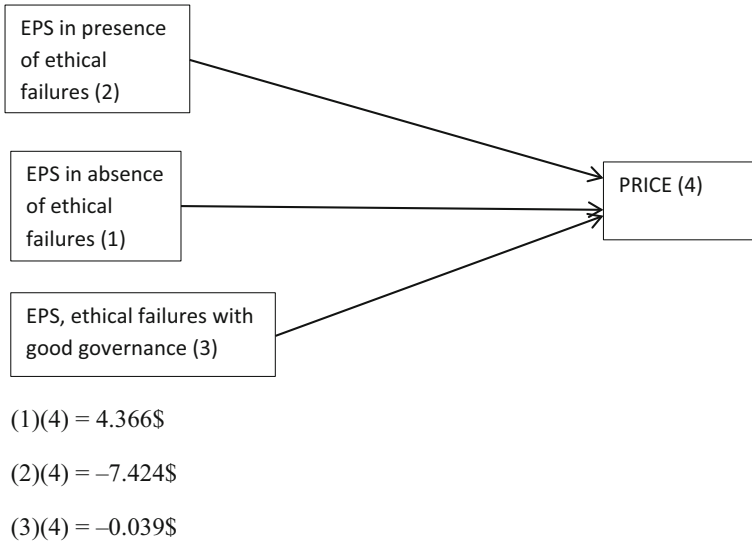 EPS in presence
of ethical
failures (2)
EPS in absence
of ethical
failures (1)
PRICE (4)
EPS, ethical failures with
good governance (3)
(1)(4) = 4.366$
(2)(4) = –7.424$
(3)(4) = –0.039$